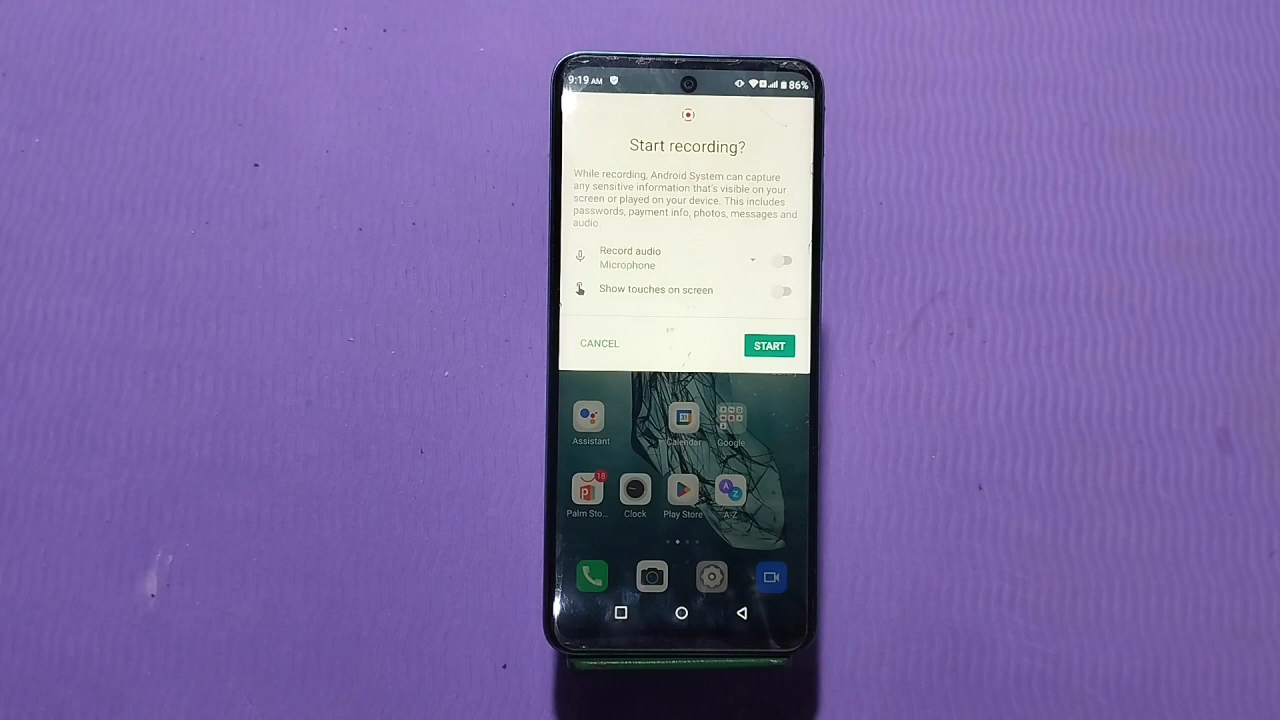 9:19 AM 86%
Start recording?
While recording, Android System can capture
any sensitive information that's visible on your
screen or played on your device. This includes
passwords, payment info, photos, messages and
audio.
Record audio
Microphone
Show touches on screen
CANCEL START
31
Assistant Calendar Google
18
P A Z
Palm Sto... Clock Play Store A-Z